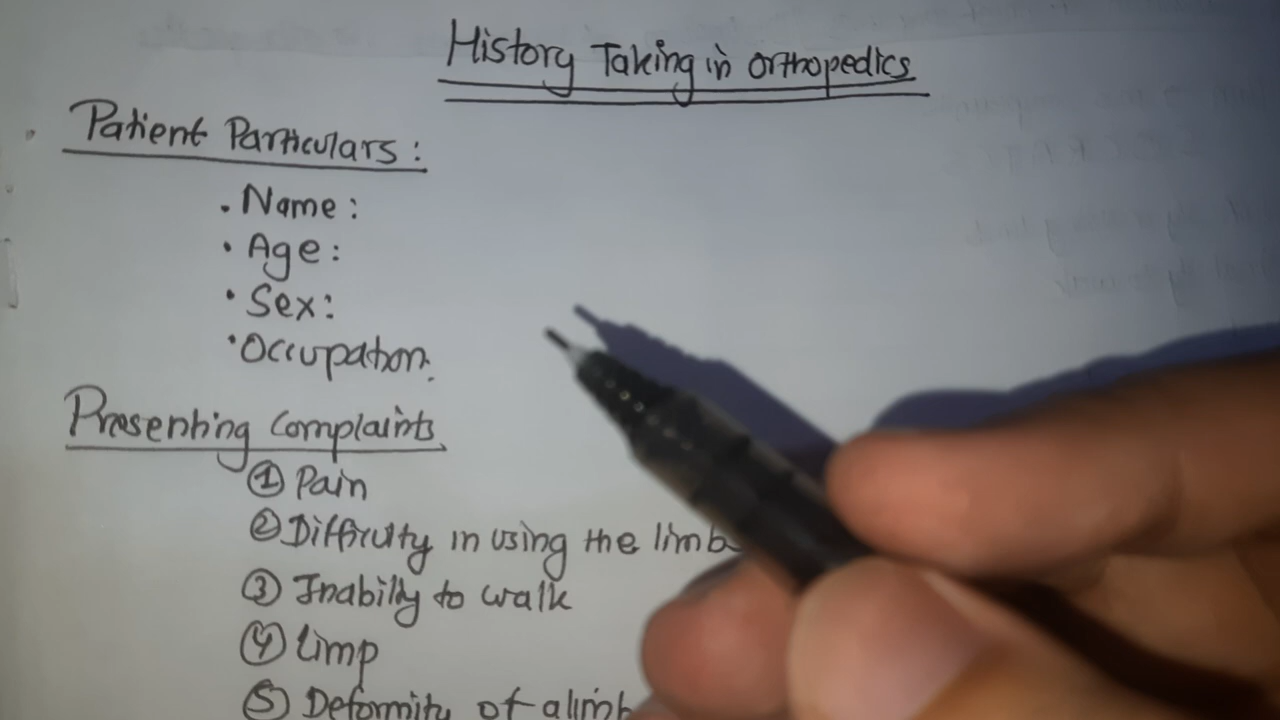 History Taking in Orthopedics
Patient Particulars:
. Name:
• Age:
• Sex:
• Occupation.
Presenting Complaints
① Pain
② Difficulty in using the limb
③ Inability to walk
④ Limp
⑤ Deformity of a limb